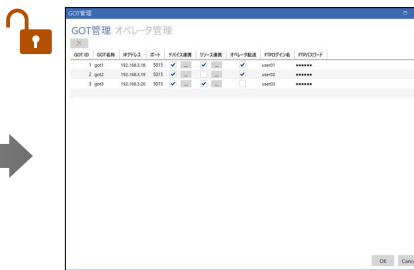 GOT管理
GOT管理 オペレータ管理
GOT ID GOT名称 IPアドレス ポート デバイス連携 リソース連携 オペレータ転送 FTPログイン名 FTPパスワード
1 got1 192.168.3.18 5015 ... ... user01 ●●●●●●
2 got2 192.168.3.19 5015 ... ... user02 ●●●●●●
3 got3 192.168.3.20 5015 ... ... user03 ●●●●●●
OK Cance